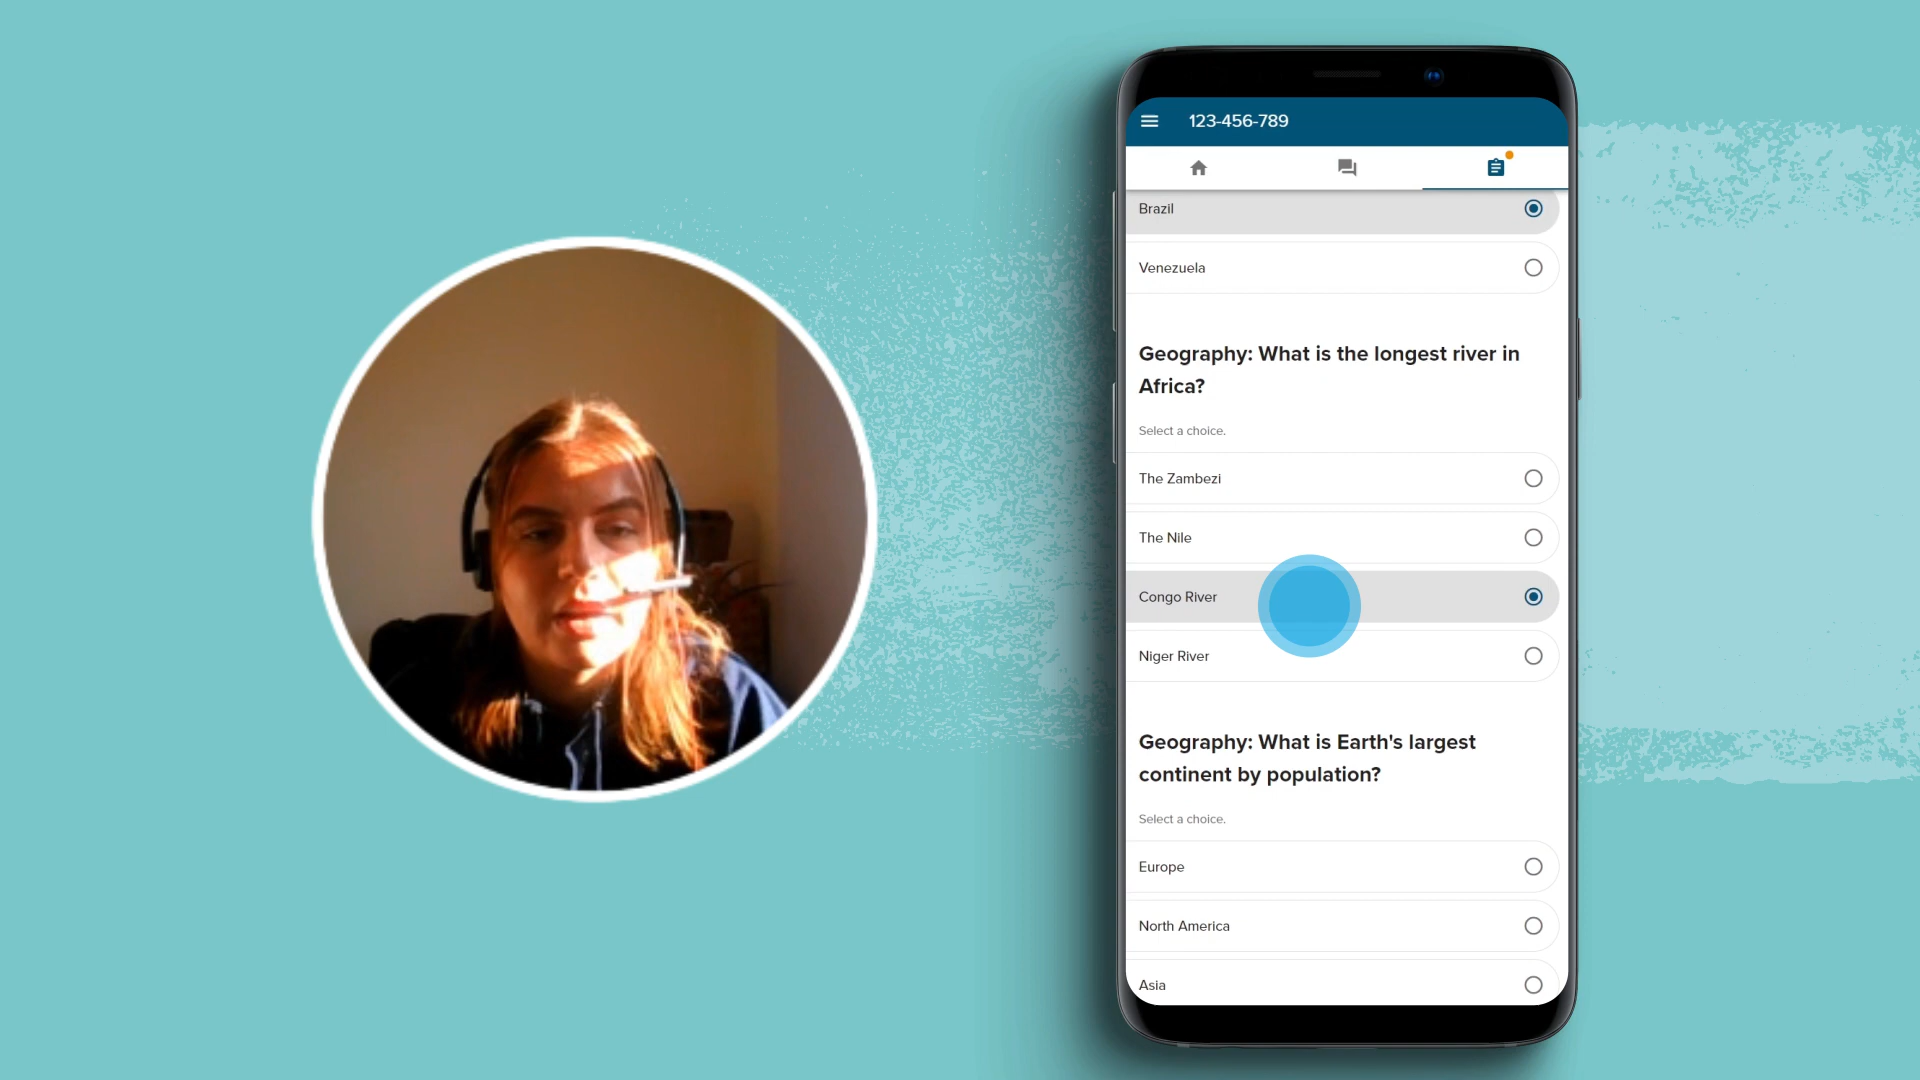 123-456-789
Brazil
Venezuela
Geography: What is the longest river in
Africa?
Select a choice.
The Zambezi
The Nile
Congo River
Niger River
Geography: What is Earth's largest
continent by population?
Select a choice.
Europe
North America
Asia